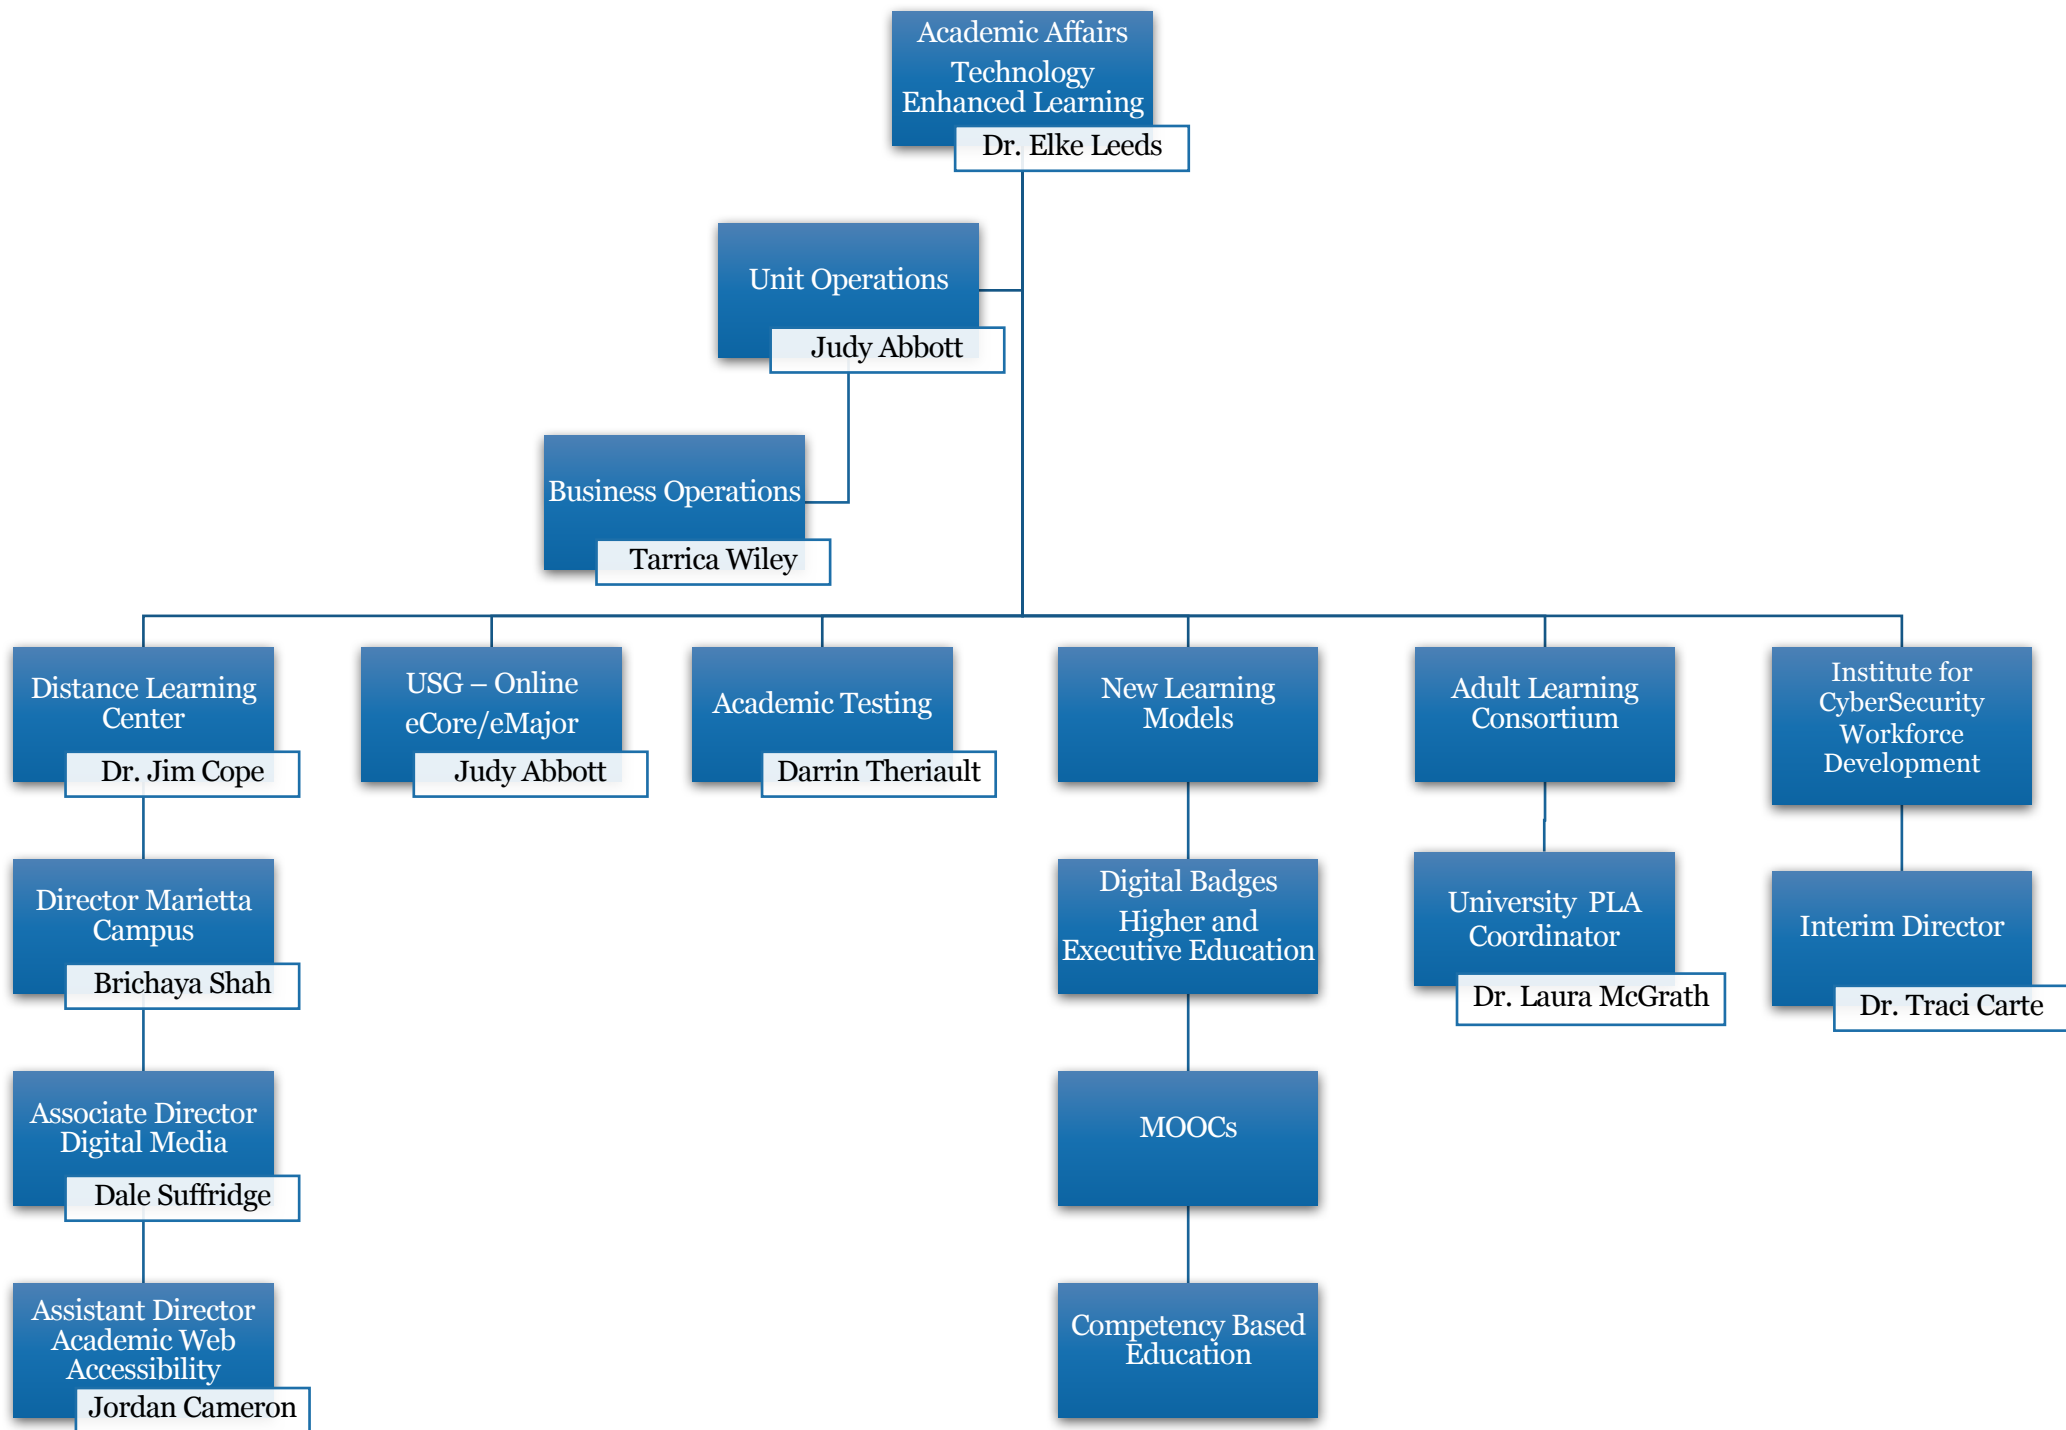 Academic Affairs
Technology
Enhanced Learning
Dr. Elke Leeds
Unit Operations
Judy Abbott
Business Operations
Tarrica Wiley
Distance Learning
Center
Dr. Jim Cope
USG – Online
eCore/eMajor
Judy Abbott
Academic Testing
Darrin Theriault
New Learning
Models
Adult Learning
Consortium
Institute for
CyberSecurity
Workforce
Development
Director Marietta
Campus
Brichaya Shah
Digital Badges
Higher and
Executive Education
University PLA
Coordinator
Dr. Laura McGrath
Interim Director
Dr. Traci Carte
Associate Director
Digital Media
Dale Suffridge
MOOCs
Assistant Director
Academic Web
Accessibility
Jordan Cameron
Competency Based
Education